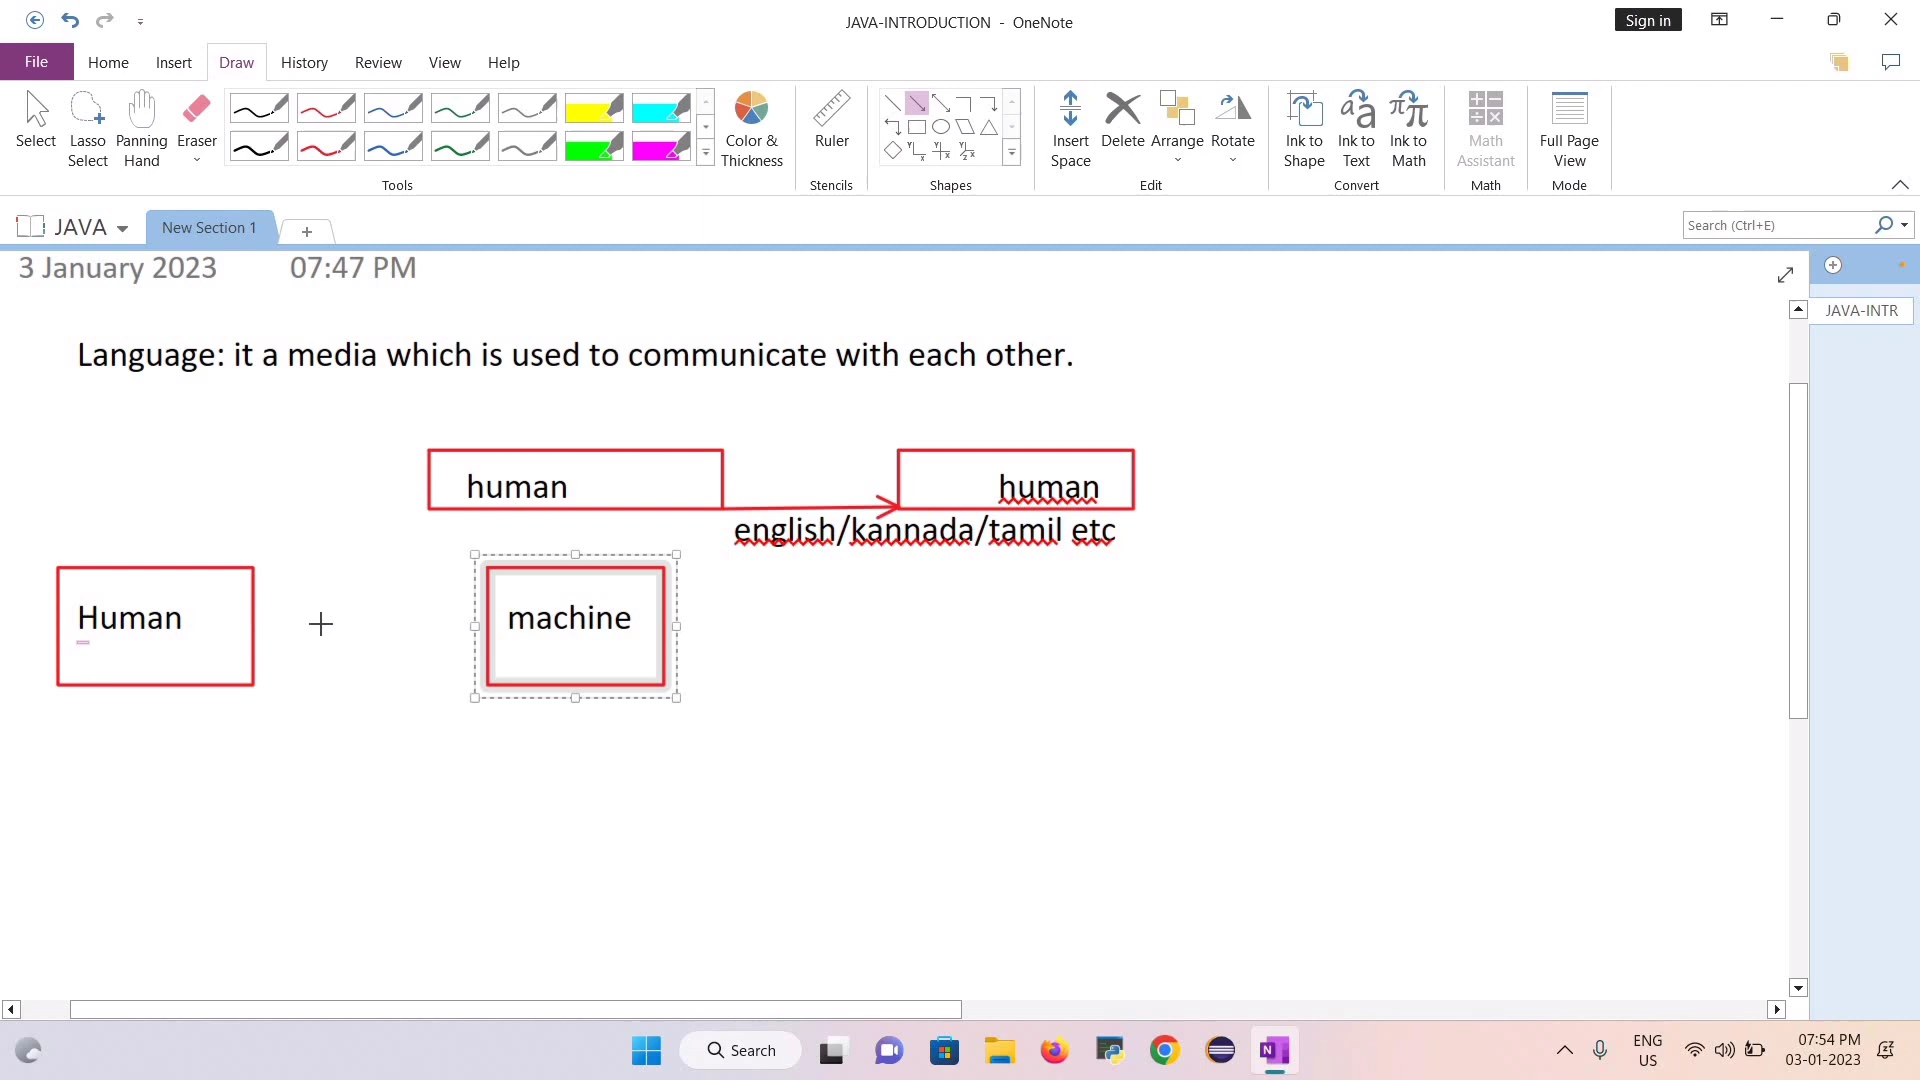 JAVA-INTRODUCTION - OneNote
Sign in
File Home Insert Draw History Review View Help
Select
Lasso Select
Panning Hand
Eraser
Color & Thickness
Ruler
Insert Space
Delete
Arrange
Rotate
Ink to Shape
Ink to Text
Ink to Math
Math Assistant
Full Page View
Tools Stencils Shapes Edit Convert Math Mode
JAVA New Section 1 +
Search (Ctrl+E)
3 January 2023 07:47 PM
JAVA-INTR
Language: it a media which is used to communicate with each other.
human human
english/kannada/tamil etc
Human machine
Search
ENG US
07:54 PM
03-01-2023